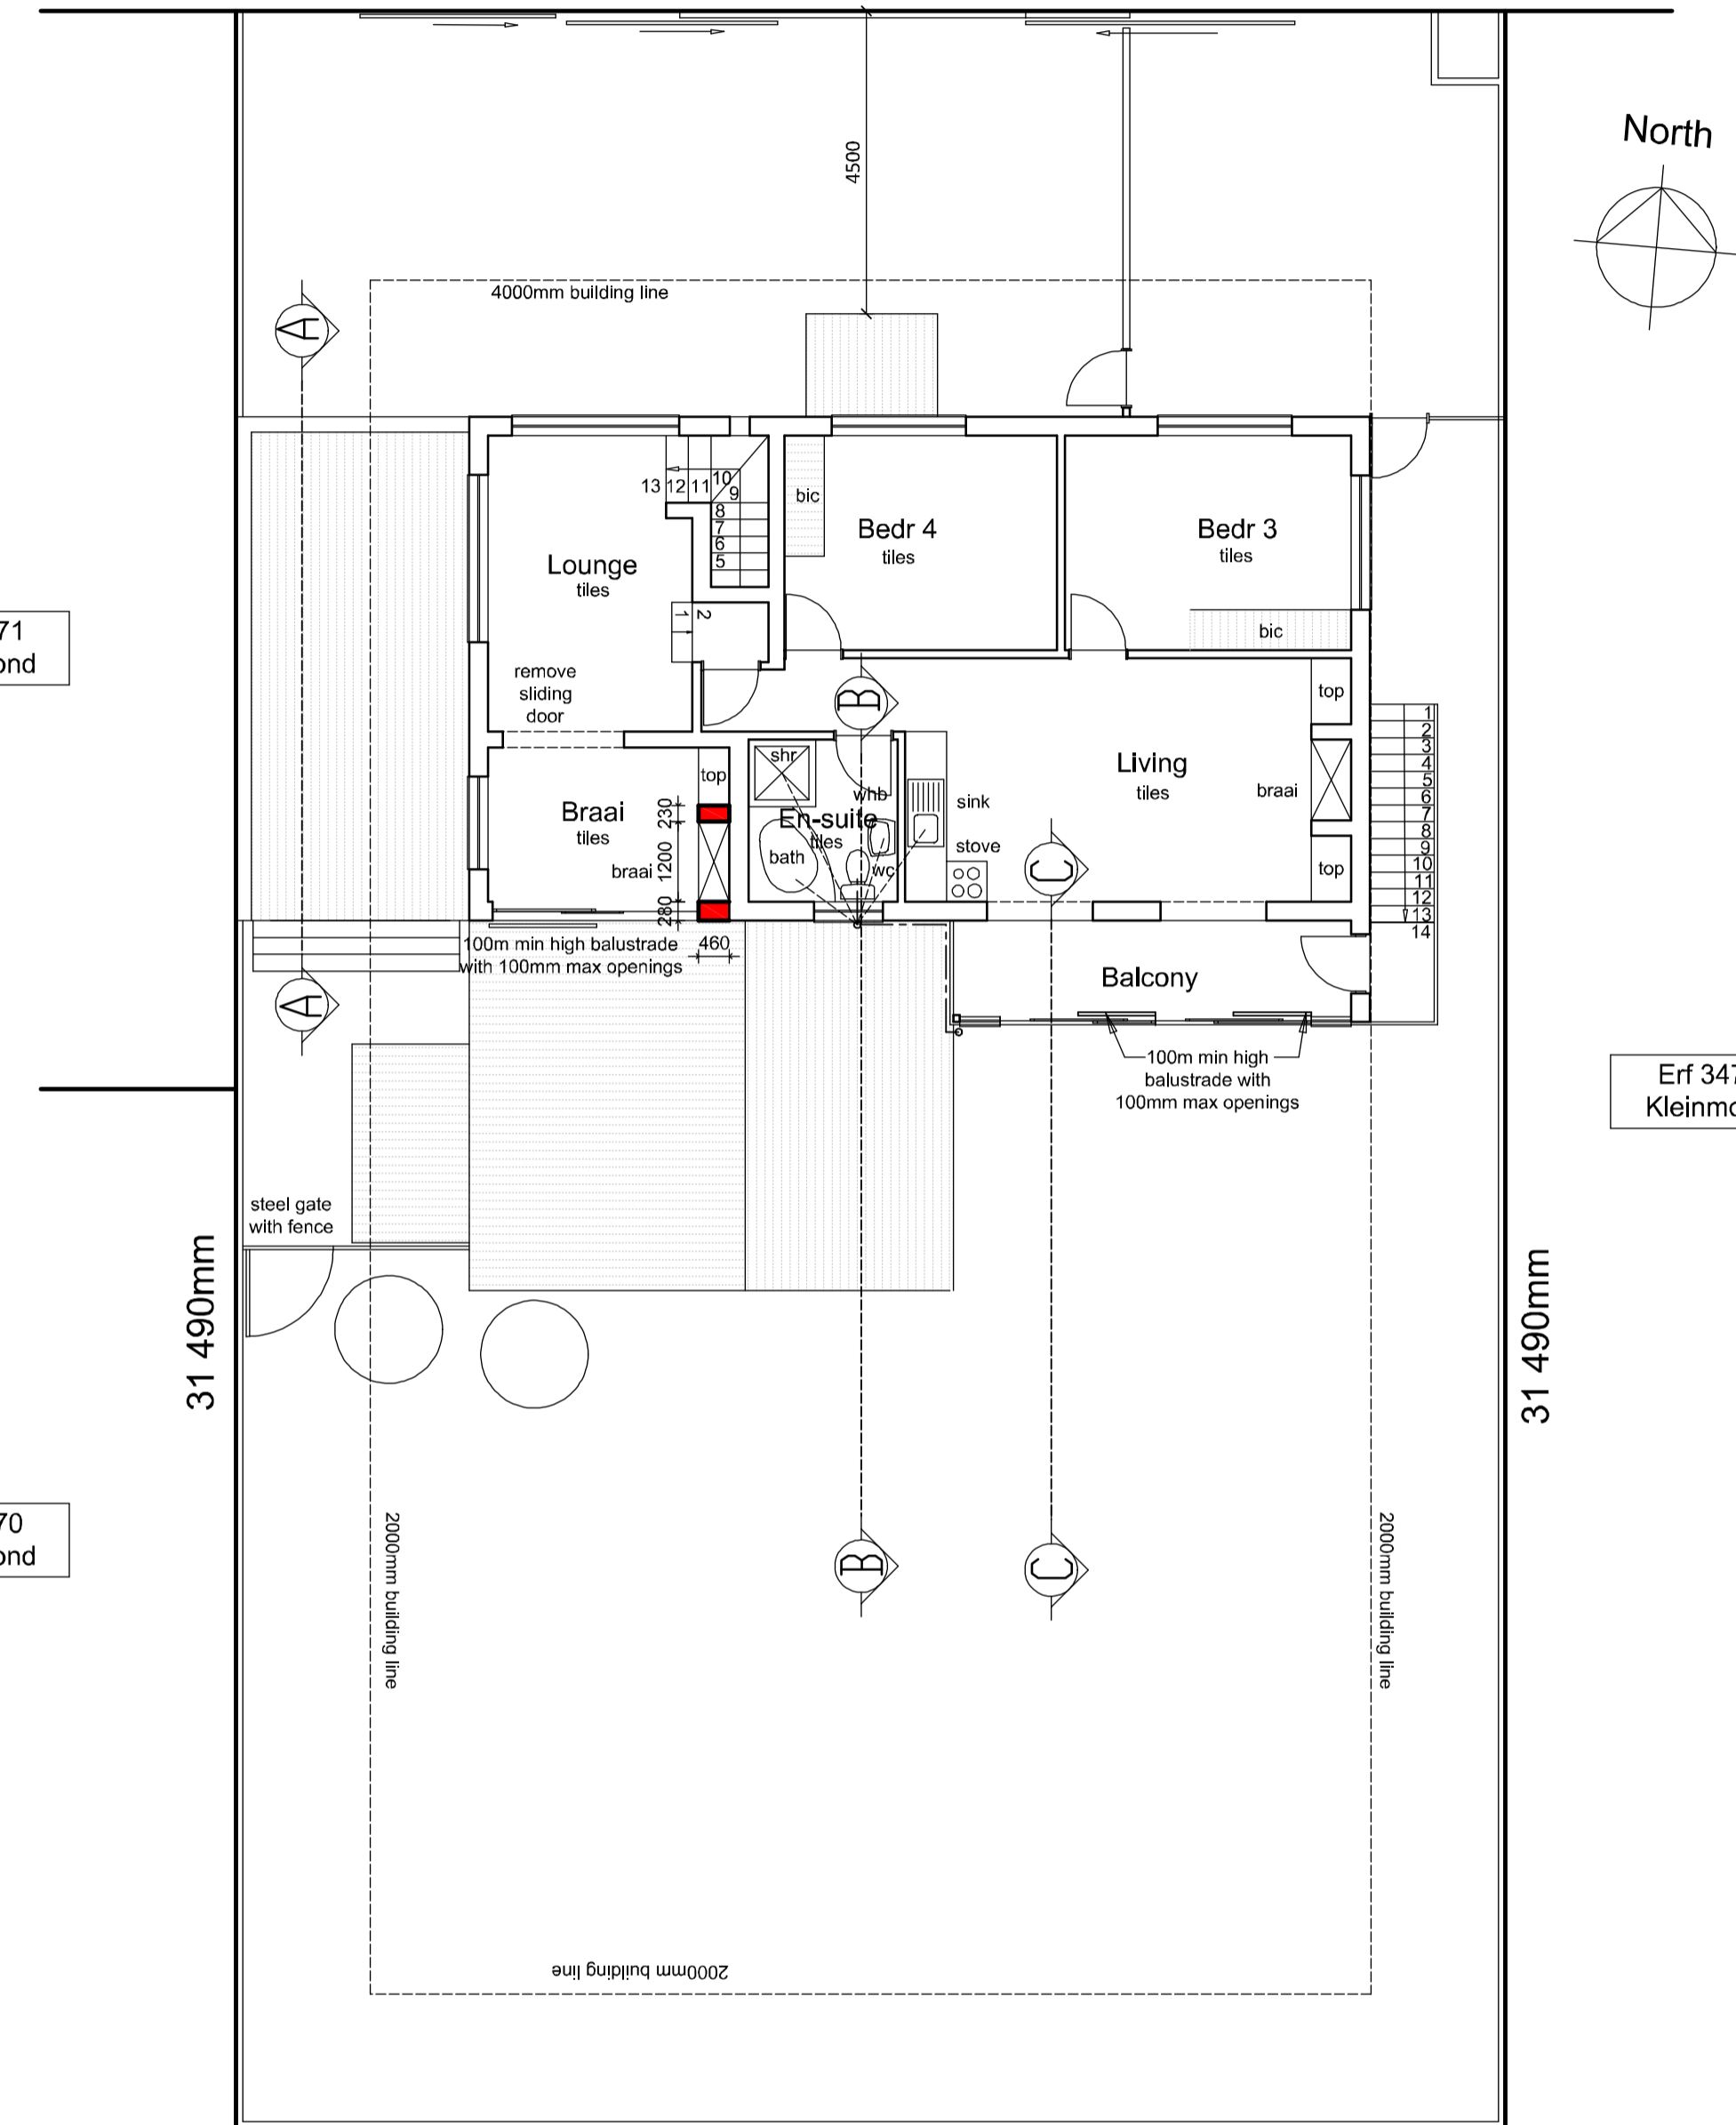 North
4500
4000mm building line
A
13
12
11
10
9
8
7
6
5
bic
Bedr 4
tiles
Bedr 3
tiles
Lounge
tiles
1
2
bic
71
ond
remove
sliding
door
B
top
shr
top
whb
Living
tiles
sink
braai
Braai
tiles
230
En-suite
tiles
stove
bath
wc
braai
1200
C
top
280
1
2
3
4
5
6
7
8
9
10
11
12
13
14
100m min high balustrade
with 100mm max openings
460
A
Balcony
100m min high
balustrade with
100mm max openings
Erf 347
Kleinmo
steel gate
with fence
31 490mm
31 490mm
70
ond
2000mm building line
B
C
2000mm building line
2000mm building line